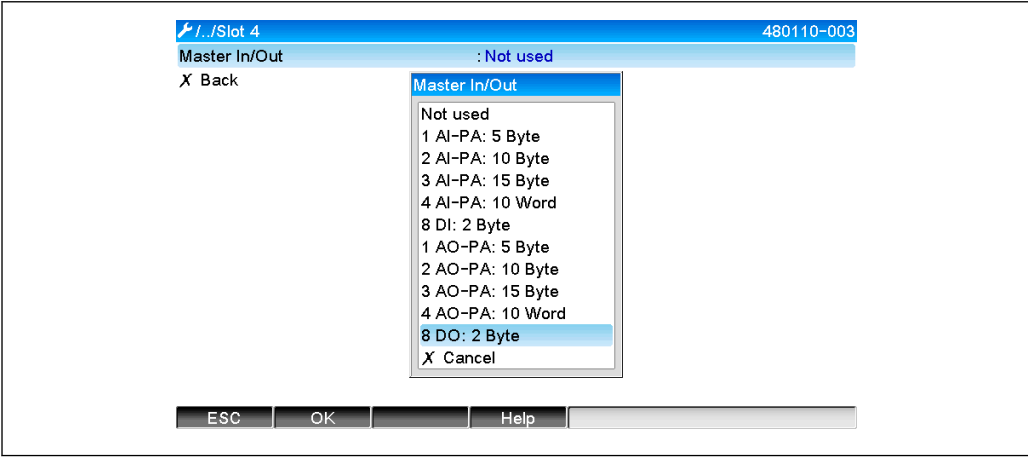 /../Slot 4 480110-003
Master In/Out : Not used
X Back
Master In/Out
Not used
1 AI-PA: 5 Byte
2 AI-PA: 10 Byte
3 AI-PA: 15 Byte
4 AI-PA: 10 Word
8 DI: 2 Byte
1 AO-PA: 5 Byte
2 AO-PA: 10 Byte
3 AO-PA: 15 Byte
4 AO-PA: 10 Word
8 DO: 2 Byte
X Cancel
ESC OK Help